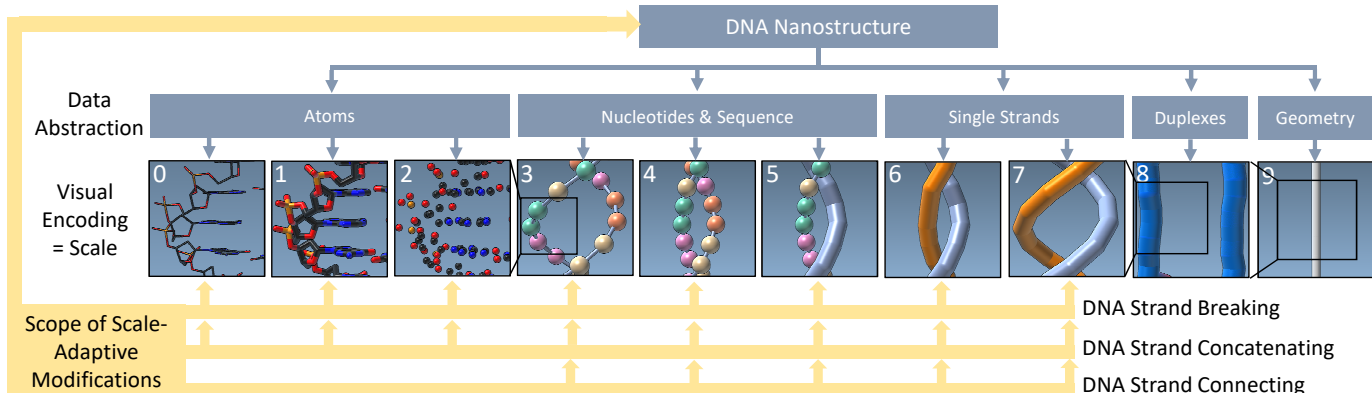 DNA Nanostructure
Data
Abstraction
Atoms
Nucleotides & Sequence
Single Strands
Duplexes
Geometry
Visual
Encoding
= Scale
0
1
2
3
4
5
6
7
8
9
Scope of Scale-
Adaptive
Modifications
DNA Strand Breaking
DNA Strand Concatenating
DNA Strand Connecting